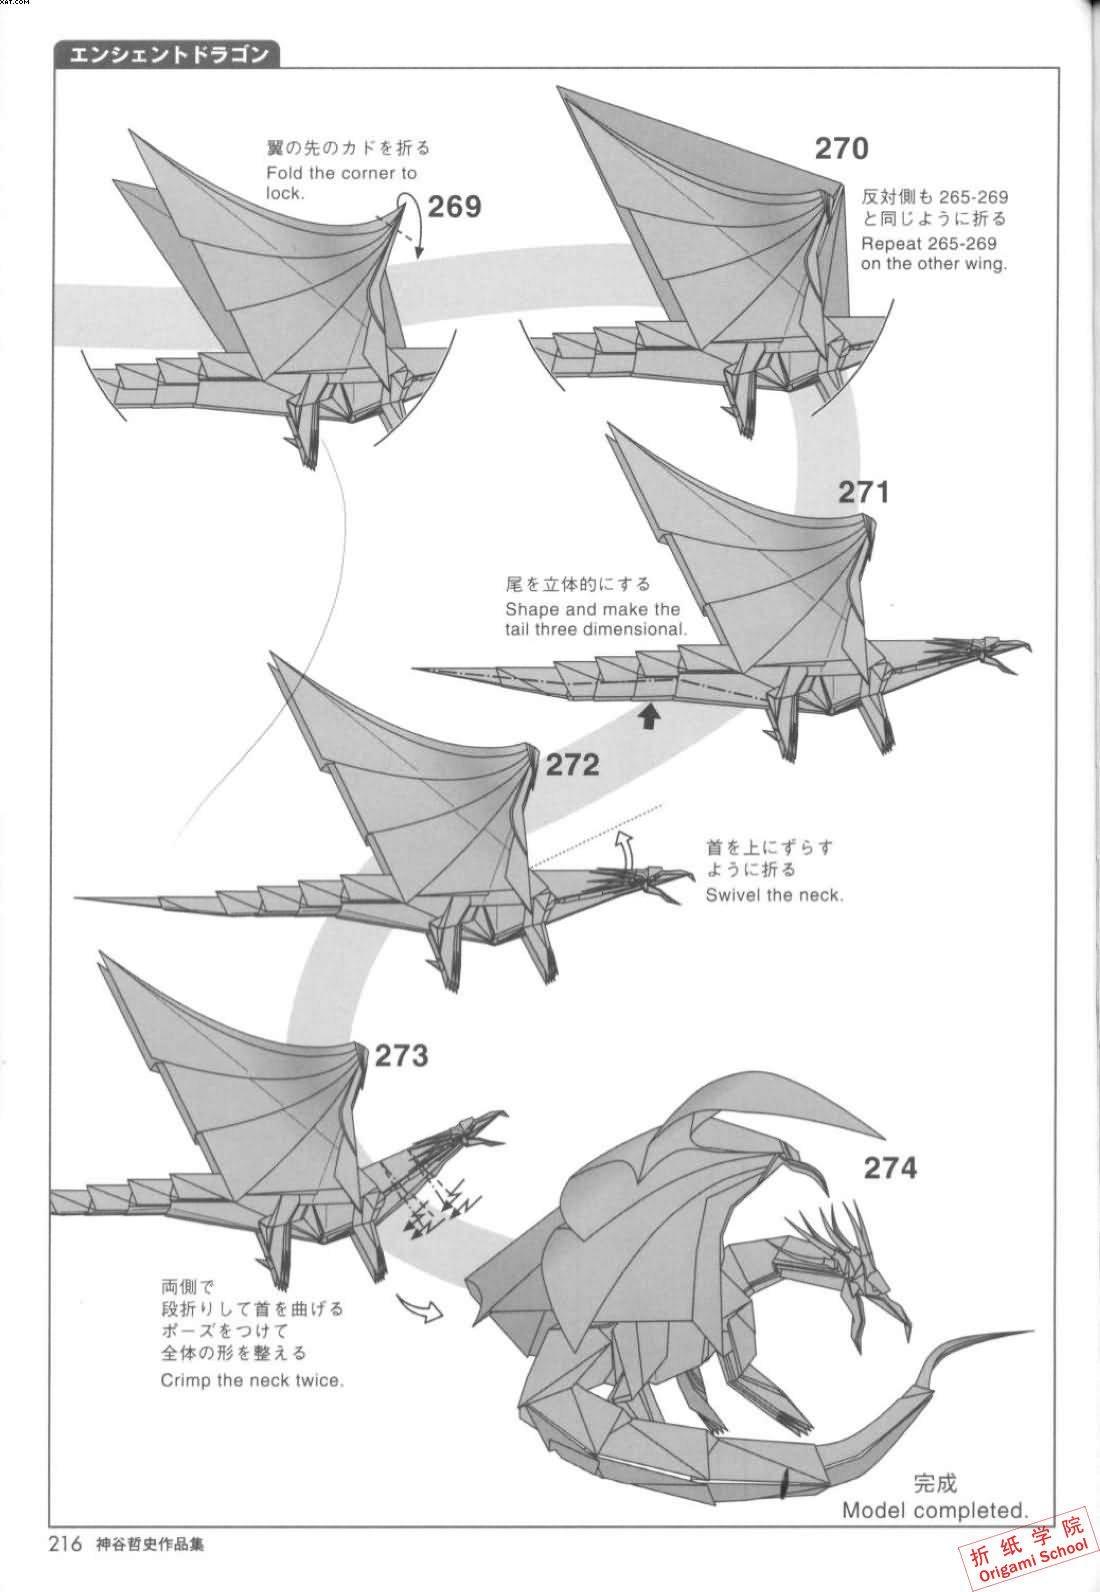 XAT.COM
エンシェントドラゴン
翼の先のカドを折る
Fold the corner to
lock.
269
270
反対側も 265-269
と同じように折る
Repeat 265-269
on the other wing.
271
尾を立体的にする
Shape and make the
tail three dimensional.
272
首を上にずらす
ように折る
Swivel the neck.
273
両側で
段折りして首を曲げる
ポーズをつけて
全体の形を整える
Crimp the neck twice.
274
完成
Model completed.
216 神谷哲史作品集
折纸学院
Origami School